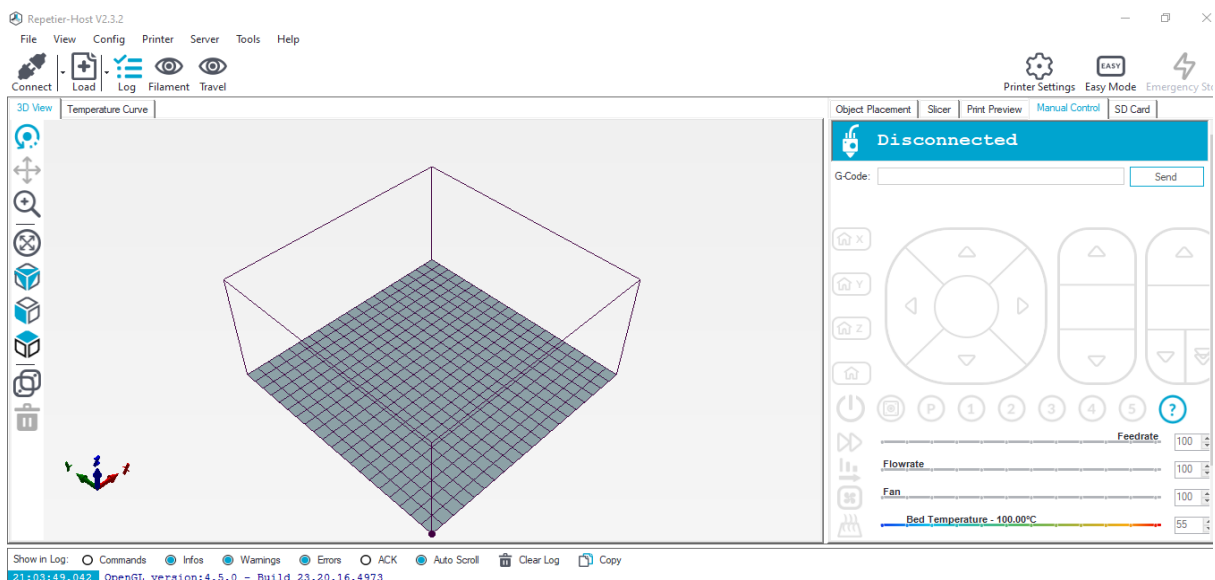 Repetier-Host V2.3.2
File View Config Printer Server Tools Help
Connect Load Log Filament Travel
Printer Settings Easy Mode Emergency Sto
EASY
3D View Temperature Curve
Object Placement Slicer Print Preview Manual Control SD Card
Disconnected
G-Code: Send
X
Y
Z
P 1 2 3 4 5 ?
Feedrate 100
Flowrate 100
Fan 100
Bed Temperature - 100.00°C 55
Y Z X
Show in Log: Commands Infos Warnings Errors ACK Auto Scroll Clear Log Copy
21:03:49.042 OpenGL version:4.5.0 - Build 23.20.16.4973